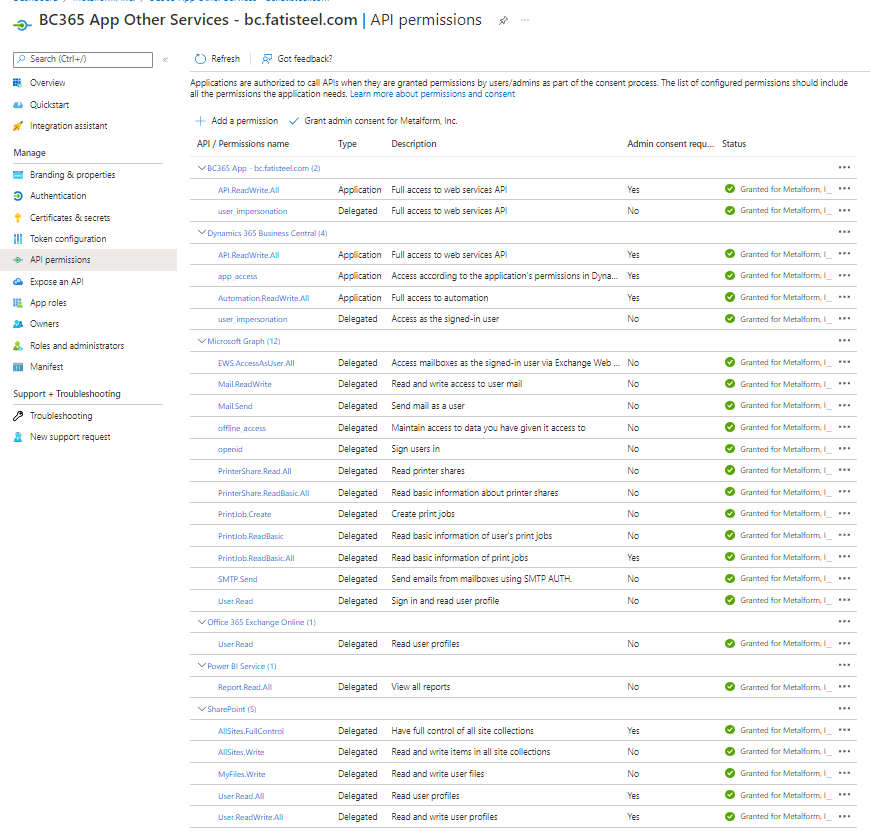 BC365 App Other Services - bc.fatisteel.com | API permissions
Search (Ctrl+/)
«
Refresh
Got feedback?
Overview
Quickstart
Integration assistant
Manage
Branding & properties
Authentication
Certificates & secrets
Token configuration
API permissions
Expose an API
App roles
Owners
Roles and administrators
Manifest
Support + Troubleshooting
Troubleshooting
New support request
Applications are authorized to call APIs when they are granted permissions by users/admins as part of the consent process. The list of configured permissions should include
all the permissions the application needs. Learn more about permissions and consent
Add a permission Grant admin consent for Metalform, Inc.
API / Permissions name Type Description Admin consent requ... Status
BC365 App - bc.fatisteel.com (2)
API.ReadWrite.All Application Full access to web services API Yes Granted for Metalform, I...
user_impersonation Delegated Full access to web services API No Granted for Metalform, I...
Dynamics 365 Business Central (4)
API.ReadWrite.All Application Full access to web services API Yes Granted for Metalform, I...
app_access Application Access according to the application's permissions in Dyna... Yes Granted for Metalform, I...
Automation.ReadWrite.All Application Full access to automation Yes Granted for Metalform, I...
user_impersonation Delegated Access as the signed-in user No Granted for Metalform, I...
Microsoft Graph (12)
EWS.AccessAsUser.All Delegated Access mailboxes as the signed-in user via Exchange Web ... No Granted for Metalform, I...
Mail.ReadWrite Delegated Read and write access to user mail No Granted for Metalform, I...
Mail.Send Delegated Send mail as a user No Granted for Metalform, I...
offline_access Delegated Maintain access to data you have given it access to No Granted for Metalform, I...
openid Delegated Sign users in No Granted for Metalform, I...
PrinterShare.Read.All Delegated Read printer shares No Granted for Metalform, I...
PrinterShare.ReadBasic.All Delegated Read basic information about printer shares No Granted for Metalform, I...
PrintJob.Create Delegated Create print jobs No Granted for Metalform, I...
PrintJob.ReadBasic Delegated Read basic information of user's print jobs No Granted for Metalform, I...
PrintJob.ReadBasic.All Delegated Read basic information of print jobs Yes Granted for Metalform, I...
SMTP.Send Delegated Send emails from mailboxes using SMTP AUTH. No Granted for Metalform, I...
User.Read Delegated Sign in and read user profile No Granted for Metalform, I...
Office 365 Exchange Online (1)
User.Read Delegated Read user profiles No Granted for Metalform, I...
Power BI Service (1)
Report.Read.All Delegated View all reports No Granted for Metalform, I...
SharePoint (5)
AllSites.FullControl Delegated Have full control of all site collections Yes Granted for Metalform, I...
AllSites.Write Delegated Read and write items in all site collections No Granted for Metalform, I...
MyFiles.Write Delegated Read and write user files No Granted for Metalform, I...
User.Read.All Delegated Read user profiles Yes Granted for Metalform, I...
User.ReadWrite.All Delegated Read and write user profiles Yes Granted for Metalform, I...